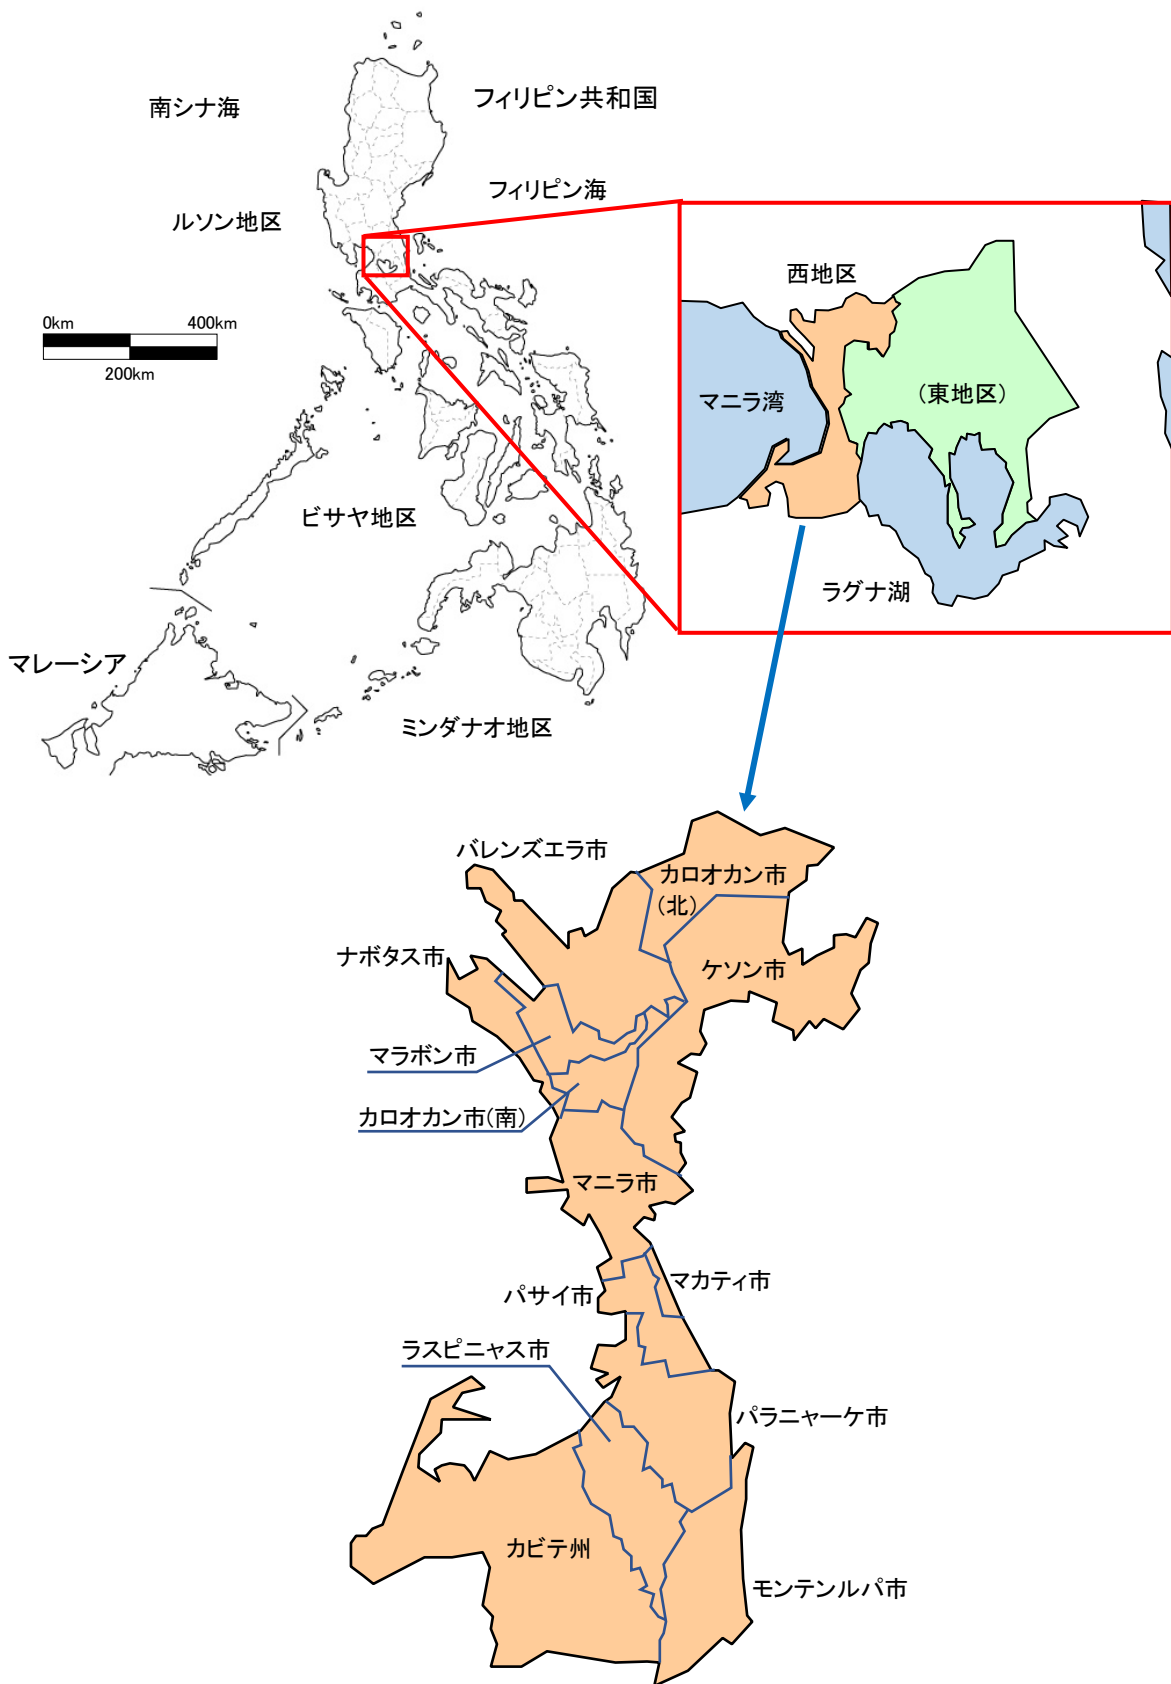 フィリピン共和国
南シナ海
フィリピン海
ルソン地区
西地区
0km 400km
200km
マニラ湾
(東地区)
ビサヤ地区
ラグナ湖
マレーシア
ミンダナオ地区
バレンズエラ市
カロオカン市
(北)
ナボタス市
ケソン市
マラボン市
カロオカン市(南)
マニラ市
マカティ市
パサイ市
ラスピニャス市
パラニャーケ市
カビテ州
モンテンルパ市